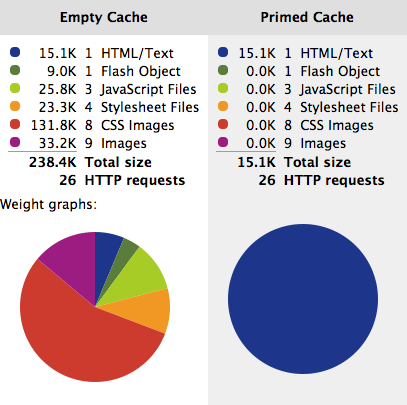 Empty Cache
15.1K 1 HTML/Text
9.0K 1 Flash Object
25.8K 3 JavaScript Files
23.3K 4 Stylesheet Files
131.8K 8 CSS Images
33.2K 9 Images
238.4K Total size
26 HTTP requests
Weight graphs:
Primed Cache
15.1K 1 HTML/Text
0.0K 1 Flash Object
0.0K 3 JavaScript Files
0.0K 4 Stylesheet Files
0.0K 8 CSS Images
0.0K 9 Images
15.1K Total size
26 HTTP requests